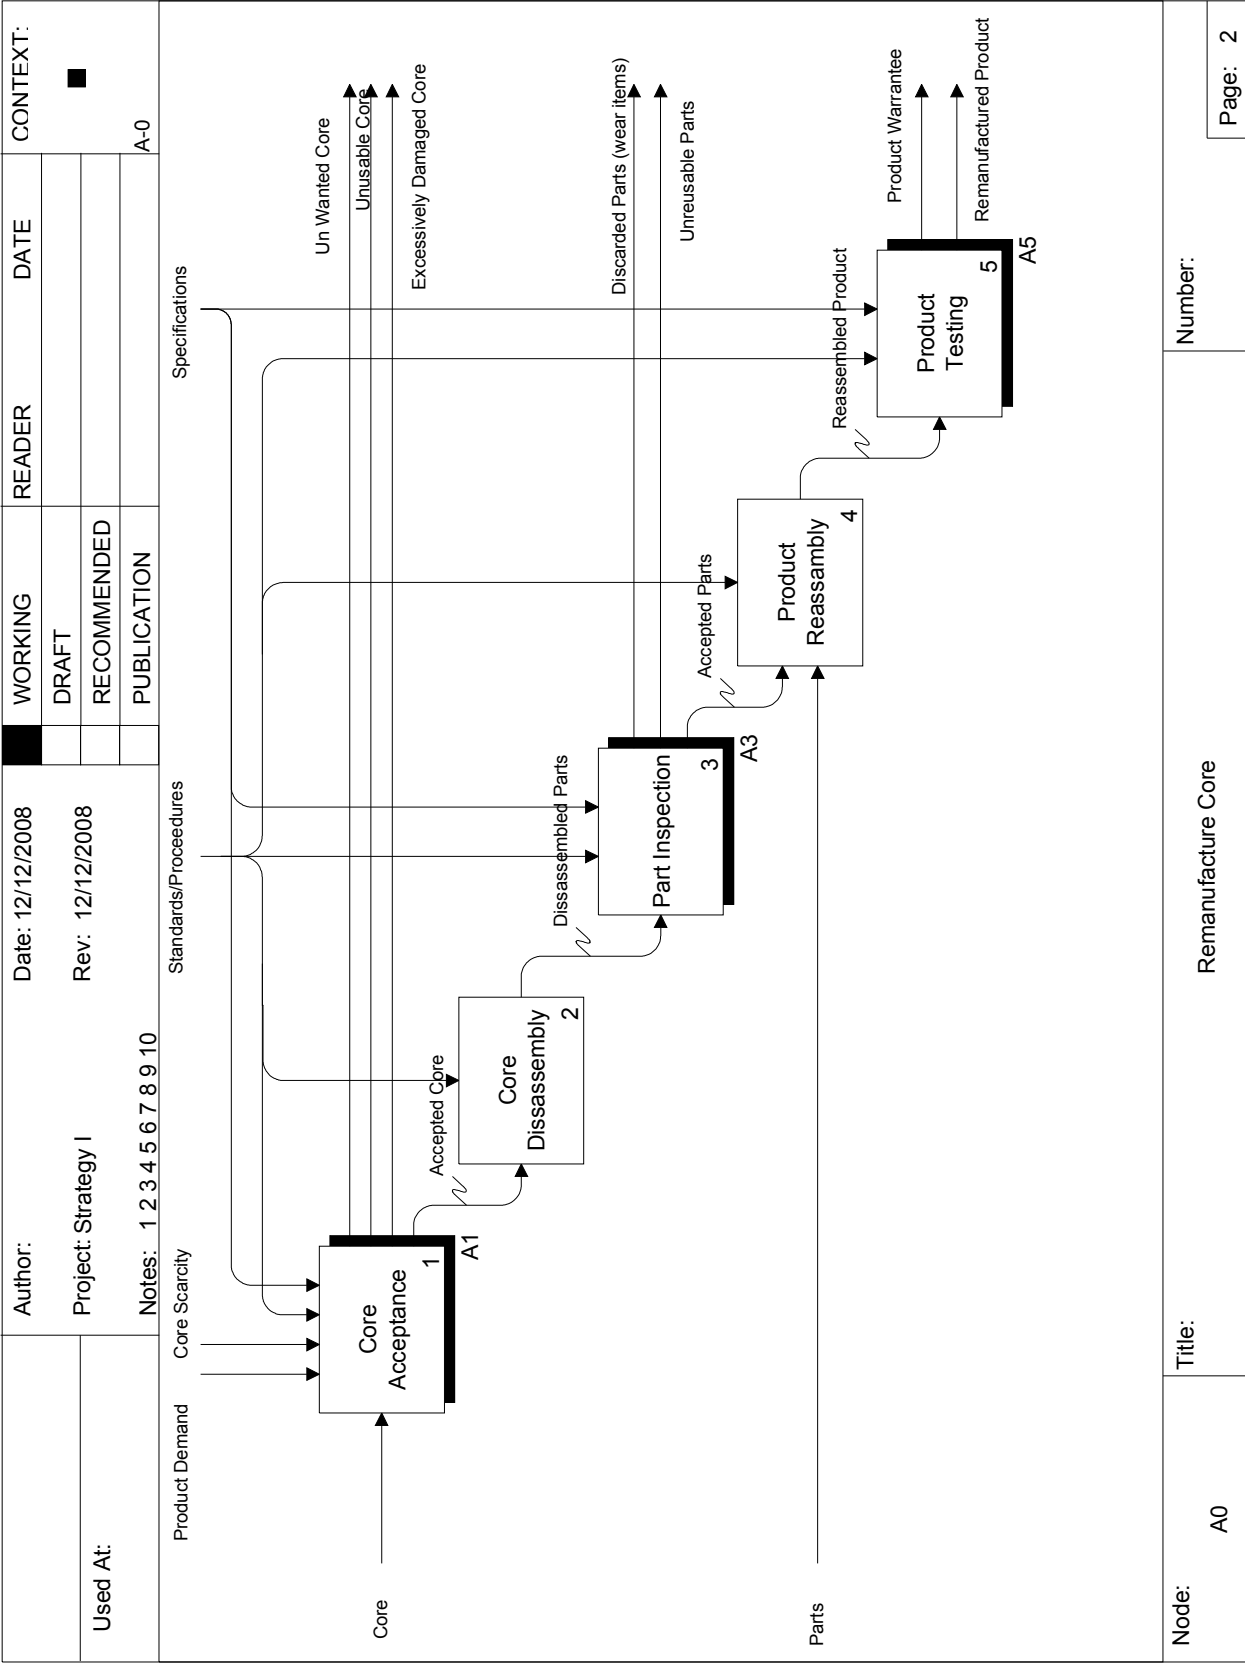 Used At:
Author:
Date: 12/12/2008
Project: Strategy I
Rev: 12/12/2008
Notes: 1 2 3 4 5 6 7 8 9 10
WORKING
DRAFT
RECOMMENDED
PUBLICATION
READER
DATE
CONTEXT:
A-0
Product Demand
Core Scarcity
Standards/Proceedures
Specifications
Core
Core
Acceptance
1
A1
Un Wanted Core
Unusable Core
Excessively Damaged Core
Accepted Core
Core
Dissassembly
2
Dissassembled Parts
Part Inspection
3
A3
Discarded Parts (wear items)
Unreusable Parts
Accepted Parts
Parts
Product
Reassambly
4
Reassembled Product
Product
Testing
5
A5
Product Warrantee
Remanufactured Product
Node:
A0
Title:
Remanufacture Core
Number:
Page: 2